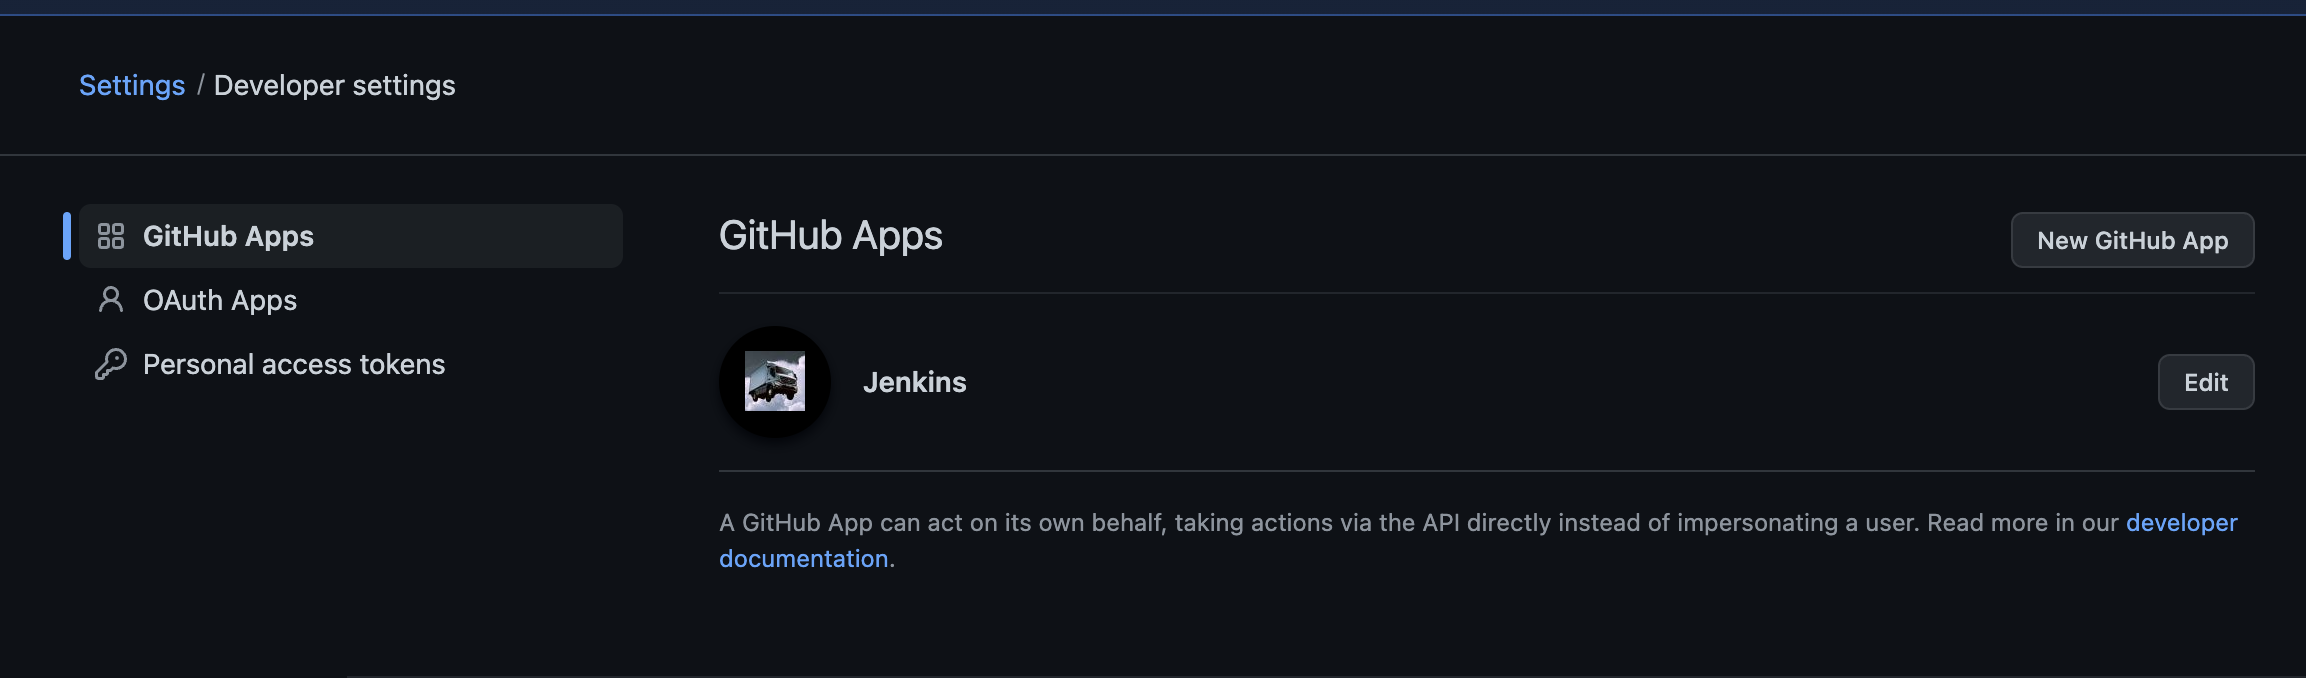 Settings / Developer settings
GitHub Apps
OAuth Apps
Personal access tokens
GitHub Apps
New GitHub App
Jenkins
Edit
A GitHub App can act on its own behalf, taking actions via the API directly instead of impersonating a user. Read more in our developer
documentation.